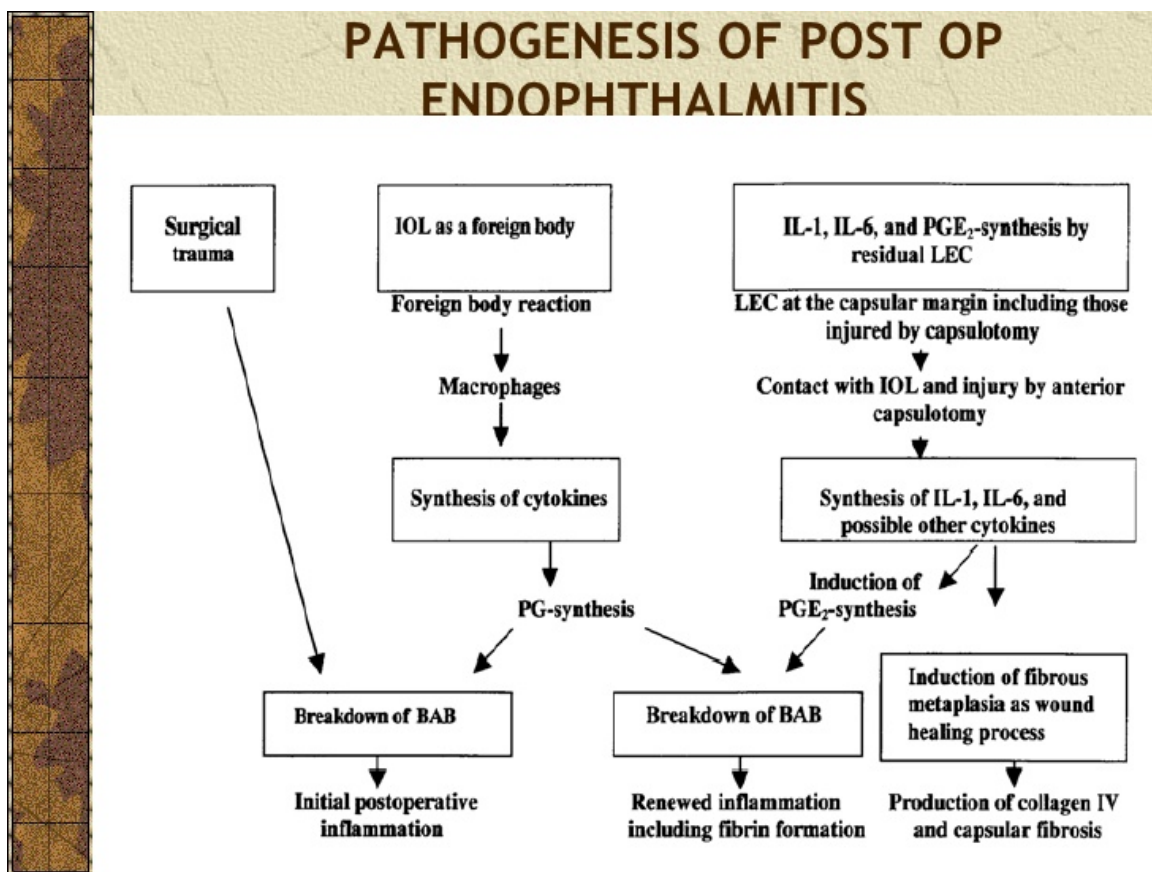 PATHOGENESIS OF POST OP
ENDOPHTHALMITIS
Surgical
trauma
IOL as a foreign body
IL-1, IL-6, and PGE₂-synthesis by
residual LEC
Foreign body reaction
LEC at the capsular margin including those
injured by capsulotomy
Macrophages
Contact with IOL and injury by anterior
capsulotomy
Synthesis of cytokines
Synthesis of IL-1, IL-6, and
possible other cytokines
PG-synthesis
Induction of
PGE₂-synthesis
Breakdown of BAB
Breakdown of BAB
Induction of fibrous
metaplasia as wound
healing process
Initial postoperative
inflammation
Renewed inflammation
including fibrin formation
Production of collagen IV
and capsular fibrosis